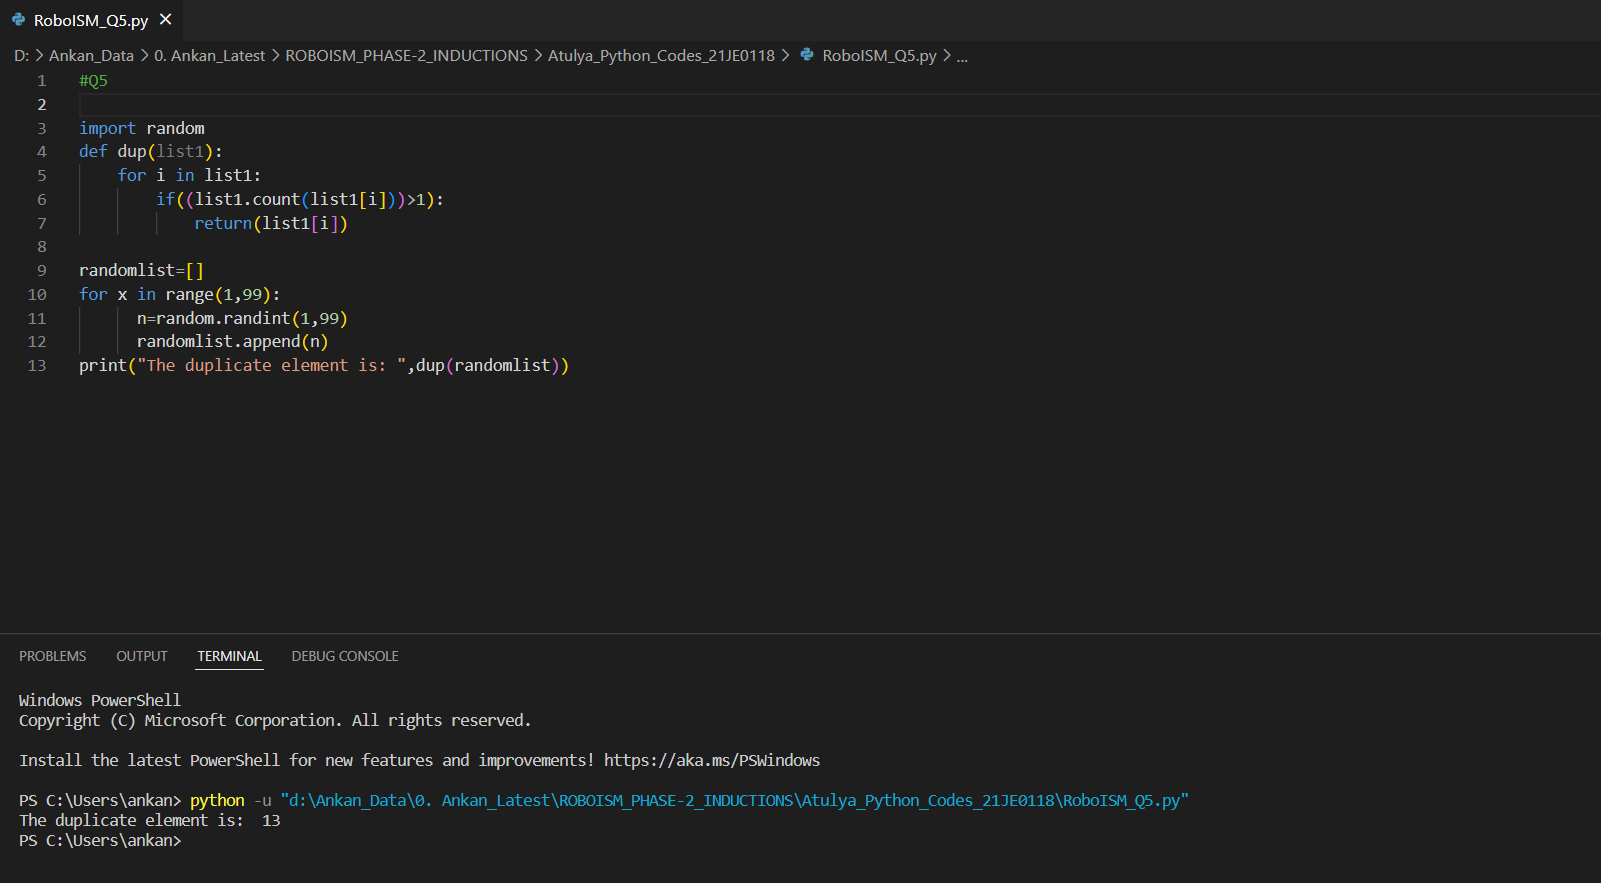 RoboISM_Q5.py ×
D: > Ankan_Data > 0. Ankan_Latest > ROBOISM_PHASE-2_INDUCTIONS > Atulya_Python_Codes_21JE0118 > RoboISM_Q5.py > ...
1 #Q5
2
3 import random
4 def dup(list1):
5     for i in list1:
6         if((list1.count(list1[i]))>1):
7             return(list1[i])
8
9 randomlist=[]
10 for x in range(1,99):
11       n=random.randint(1,99)
12       randomlist.append(n)
13 print("The duplicate element is: ",dup(randomlist))
PROBLEMS OUTPUT TERMINAL DEBUG CONSOLE
Windows PowerShell
Copyright (C) Microsoft Corporation. All rights reserved.
Install the latest PowerShell for new features and improvements! https://aka.ms/PSWindows
PS C:\Users\ankan> python -u "d:\Ankan_Data\0. Ankan_Latest\ROBOISM_PHASE-2_INDUCTIONS\Atulya_Python_Codes_21JE0118\RoboISM_Q5.py"
The duplicate element is:  13
PS C:\Users\ankan>